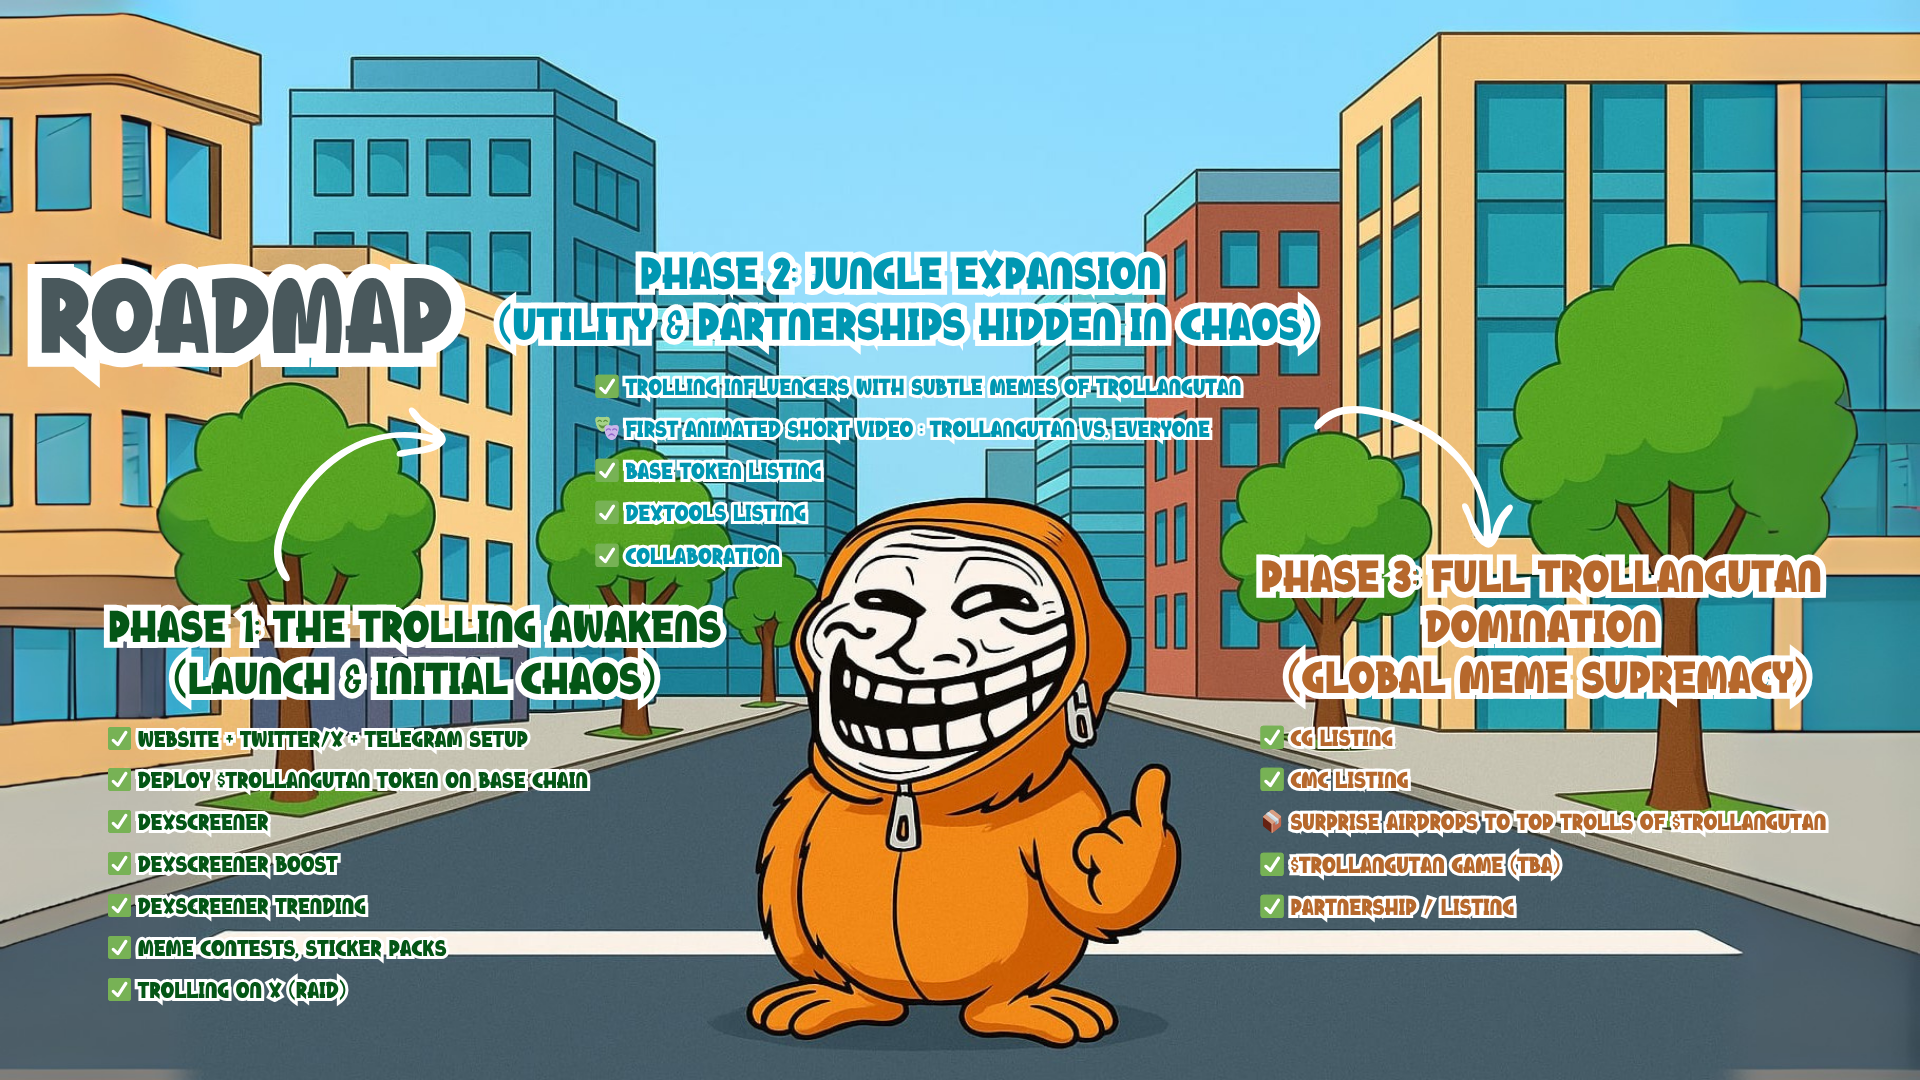 ROADMAP
PHASE 1: THE TROLLING AWAKENS
(LAUNCH & INITIAL CHAOS)
✅ WEBSITE + TWITTER/X + TELEGRAM SETUP
✅ DEPLOY $TROLLANGUTAN TOKEN ON BASE CHAIN
✅ DEXSCREENER
✅ DEXSCREENER BOOST
✅ DEXSCREENER TRENDING
✅ MEME CONTESTS, STICKER PACKS
✅ TROLLING ON X (RAID)
PHASE 2: JUNGLE EXPANSION
(UTILITY & PARTNERSHIPS HIDDEN IN CHAOS)
✅ TROLLING INFLUENCERS WITH SUBTLE MEMES OF TROLLANGUTAN
🎭 FIRST ANIMATED SHORT VIDEO : TROLLANGUTAN VS. EVERYONE
✅ BASE TOKEN LISTING
✅ DEXTOOLS LISTING
✅ COLLABORATION
PHASE 3: FULL TROLLANGUTAN
DOMINATION
(GLOBAL MEME SUPREMACY)
✅ CG LISTING
✅ CMC LISTING
📦 SURPRISE AIRDROPS TO TOP TROLLS OF $TROLLANGUTAN
✅ $TROLLANGUTAN GAME (TBA)
✅ PARTNERSHIP / LISTING